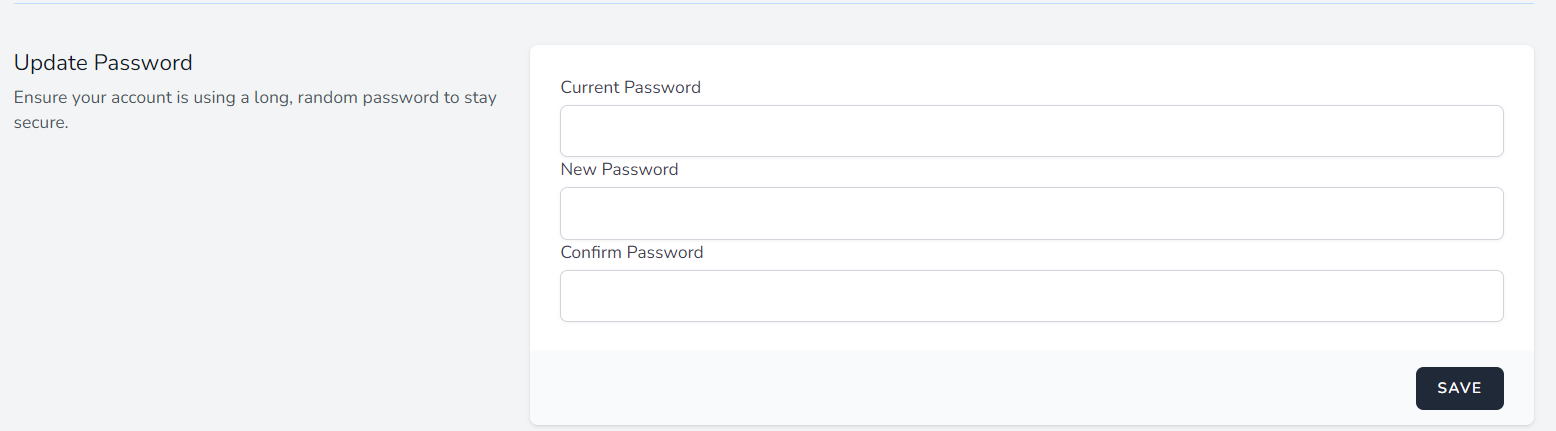 Update Password
Ensure your account is using a long, random password to stay
secure.
Current Password
New Password
Confirm Password
SAVE